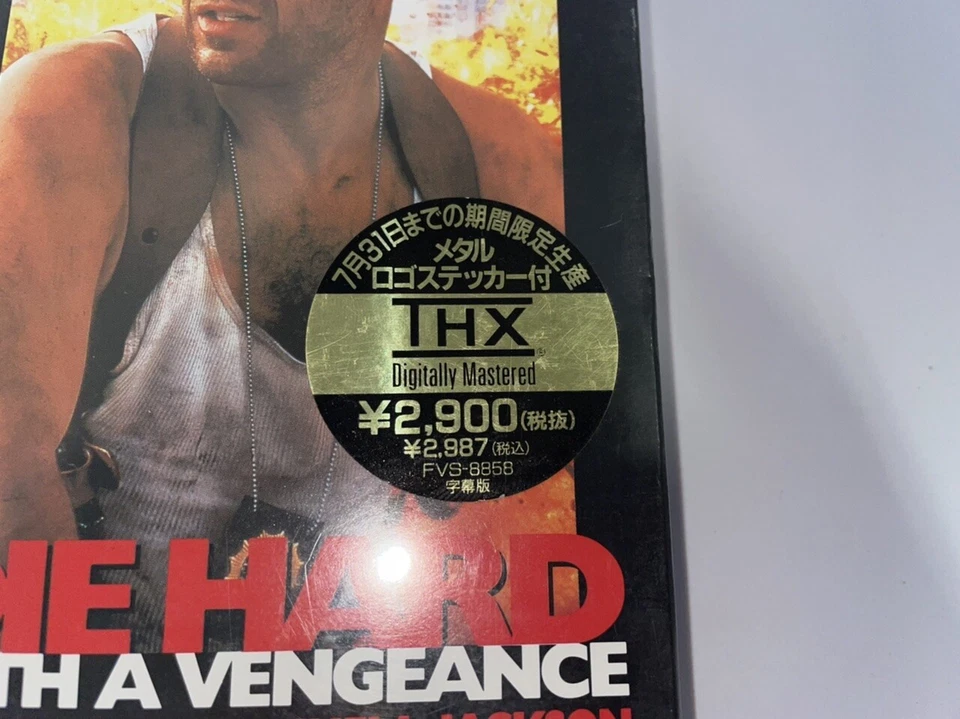 7月31日までの期間限定生産
メタル
ロゴステッカー付
THX
Digitally Mastered
¥2,900(税抜)
¥2,987(税込)
FVS-8858
字幕版
HARD
A VENGEANCE
JACKSON